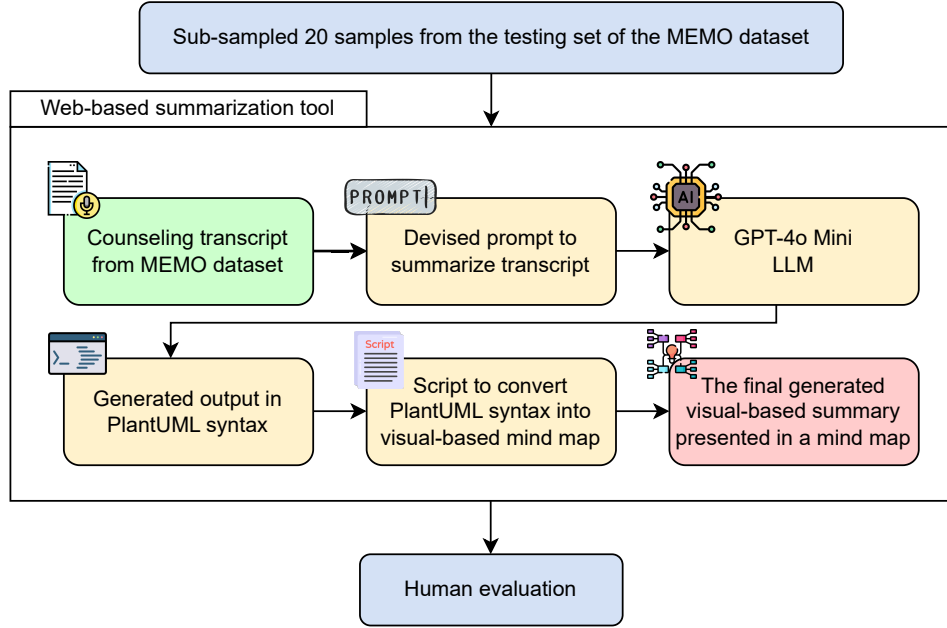 Sub-sampled 20 samples from the testing set of the MEMO dataset
Web-based summarization tool
Counseling transcript
from MEMO dataset
PROMPT
Devised prompt to
summarize transcript
AI
GPT-4o Mini
LLM
Generated output in
PlantUML syntax
Script
Script to convert
PlantUML syntax into
visual-based mind map
The final generated
visual-based summary
presented in a mind map
Human evaluation